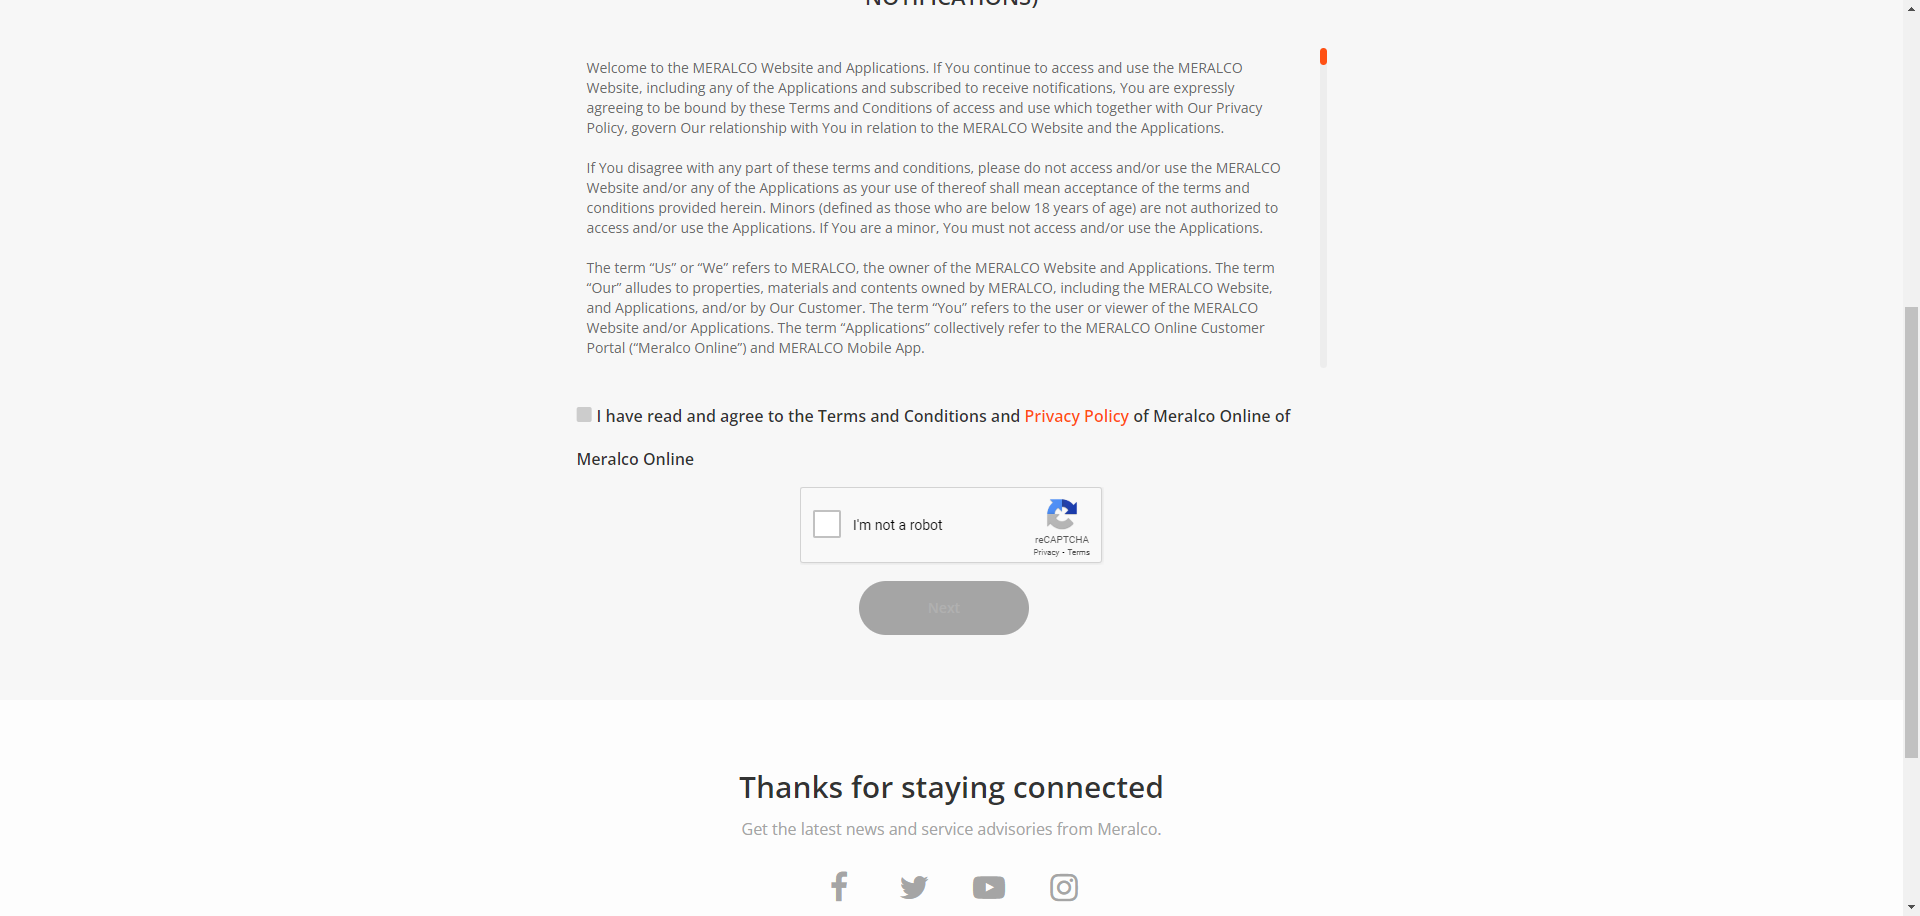 NOTIFICATIONS)
Welcome to the MERALCO Website and Applications. If You continue to access and use the MERALCO
Website, including any of the Applications and subscribed to receive notifications, You are expressly
agreeing to be bound by these Terms and Conditions of access and use which together with Our Privacy
Policy, govern Our relationship with You in relation to the MERALCO Website and the Applications.
If You disagree with any part of these terms and conditions, please do not access and/or use the MERALCO
Website and/or any of the Applications as your use of thereof shall mean acceptance of the terms and
conditions provided herein. Minors (defined as those who are below 18 years of age) are not authorized to
access and/or use the Applications. If You are a minor, You must not access and/or use the Applications.
The term “Us” or “We” refers to MERALCO, the owner of the MERALCO Website and Applications. The term
“Our” alludes to properties, materials and contents owned by MERALCO, including the MERALCO Website,
and Applications, and/or by Our Customer. The term “You” refers to the user or viewer of the MERALCO
Website and/or Applications. The term “Applications” collectively refer to the MERALCO Online Customer
Portal (“Meralco Online”) and MERALCO Mobile App.
I have read and agree to the Terms and Conditions and Privacy Policy of Meralco Online of
Meralco Online
I'm not a robot
reCAPTCHA
Privacy - Terms
Next
Thanks for staying connected
Get the latest news and service advisories from Meralco.